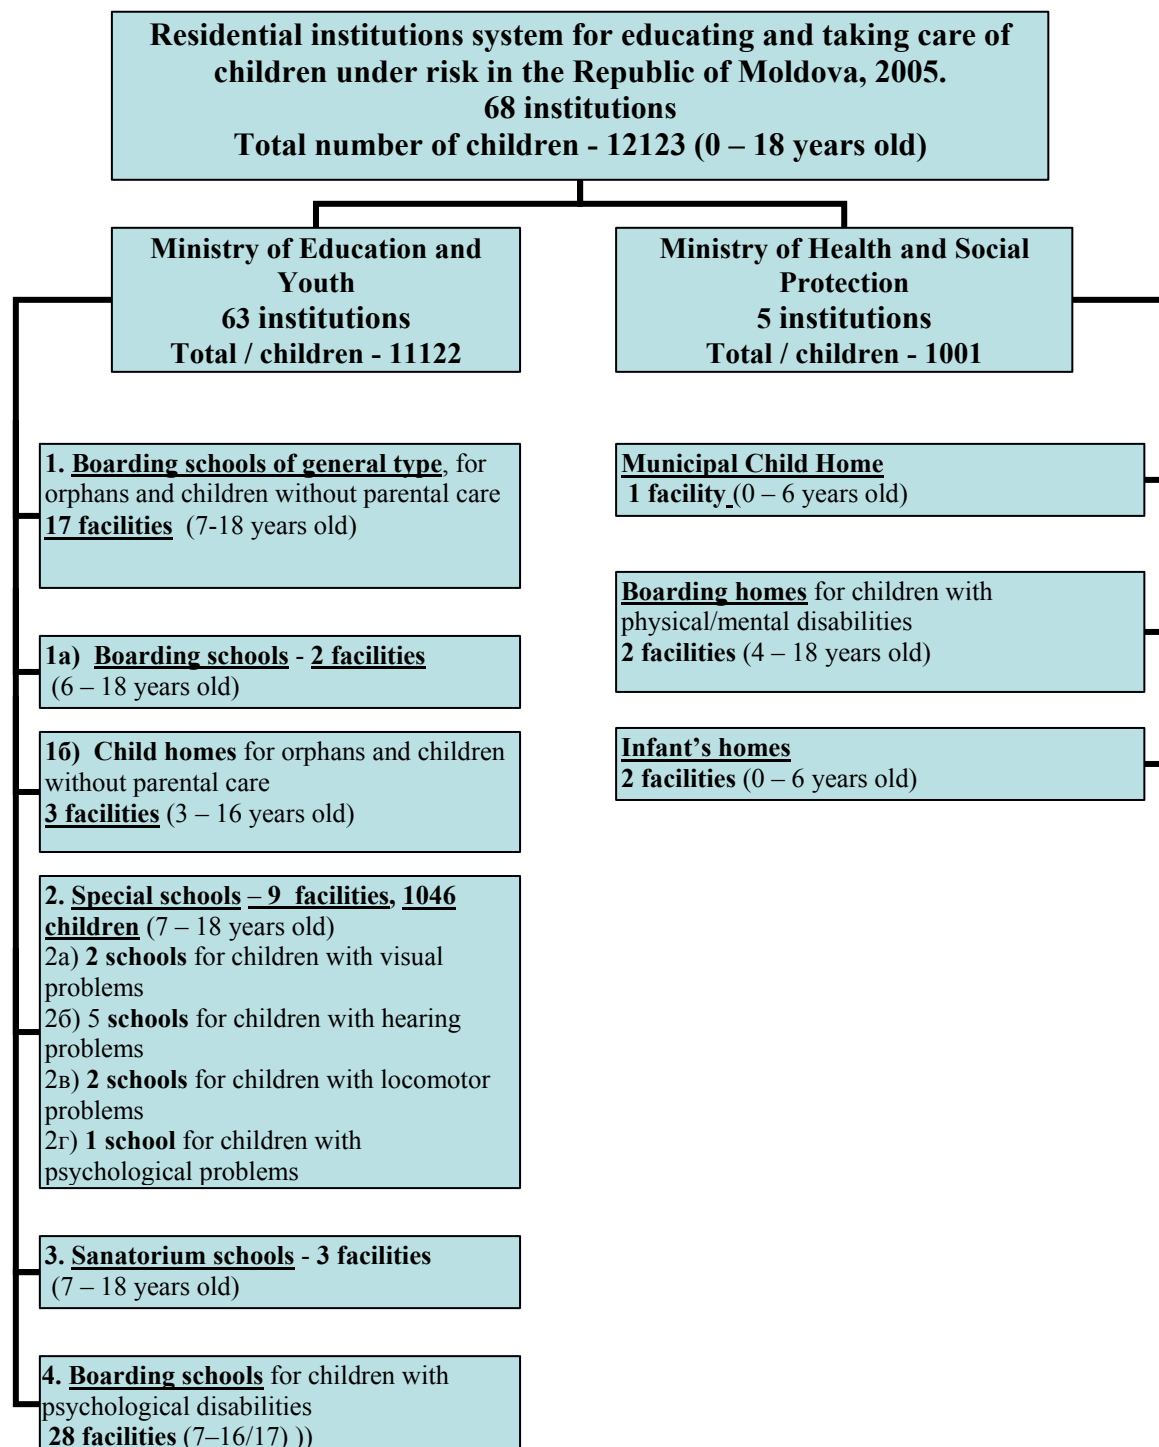 Residential institutions system for educating and taking care of
children under risk in the Republic of Moldova, 2005.
68 institutions
Total number of children - 12123 (0 – 18 years old)
Ministry of Education and
Youth
63 institutions
Total / children - 11122
Ministry of Health and Social
Protection
5 institutions
Total / children - 1001
1. Boarding schools of general type, for
orphans and children without parental care
17 facilities (7-18 years old)
1a) Boarding schools - 2 facilities
(6 – 18 years old)
1б) Child homes for orphans and children
without parental care
3 facilities (3 – 16 years old)
2. Special schools – 9 facilities, 1046
children (7 – 18 years old)
2а) 2 schools for children with visual
problems
2б) 5 schools for children with hearing
problems
2в) 2 schools for children with locomotor
problems
2г) 1 school for children with
psychological problems
3. Sanatorium schools - 3 facilities
(7 – 18 years old)
4. Boarding schools for children with
psychological disabilities
28 facilities (7–16/17) ))
Municipal Child Home
1 facility (0 – 6 years old)
Boarding homes for children with
physical/mental disabilities
2 facilities (4 – 18 years old)
Infant’s homes
2 facilities (0 – 6 years old)